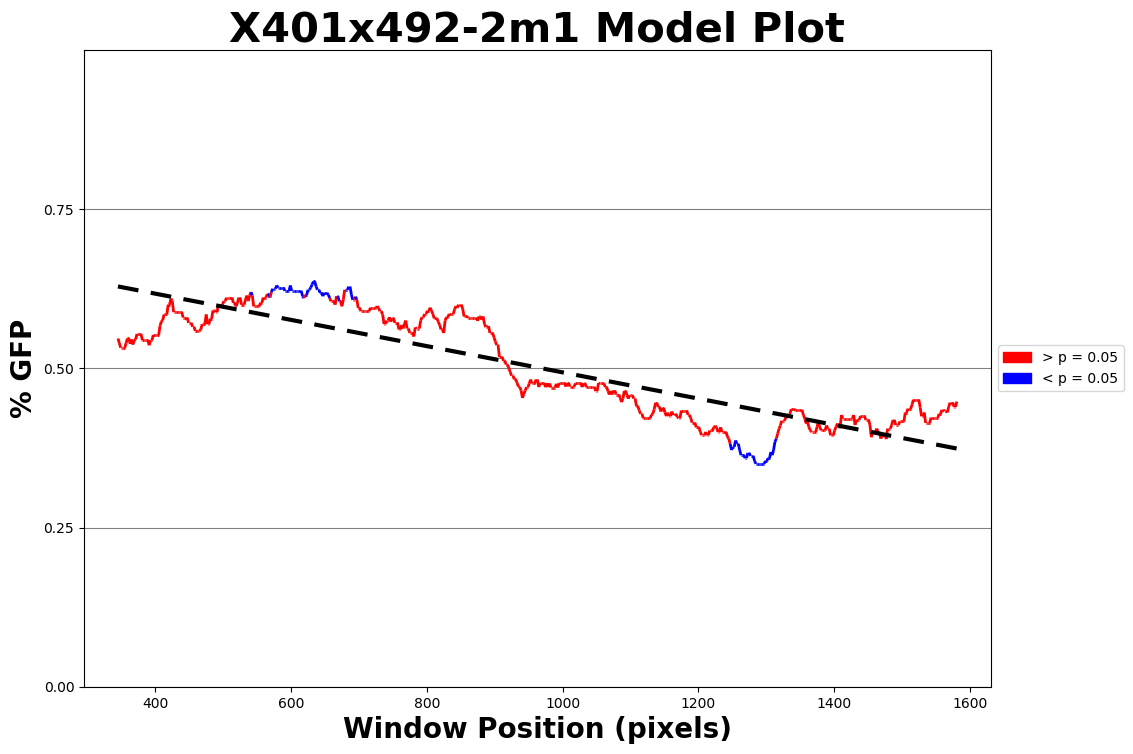 X401x492-2m1 Model Plot
% GFP
0.75
0.50
0.25
0.00
400 600 800 1000 1200 1400 1600
Window Position (pixels)
> p = 0.05
< p = 0.05